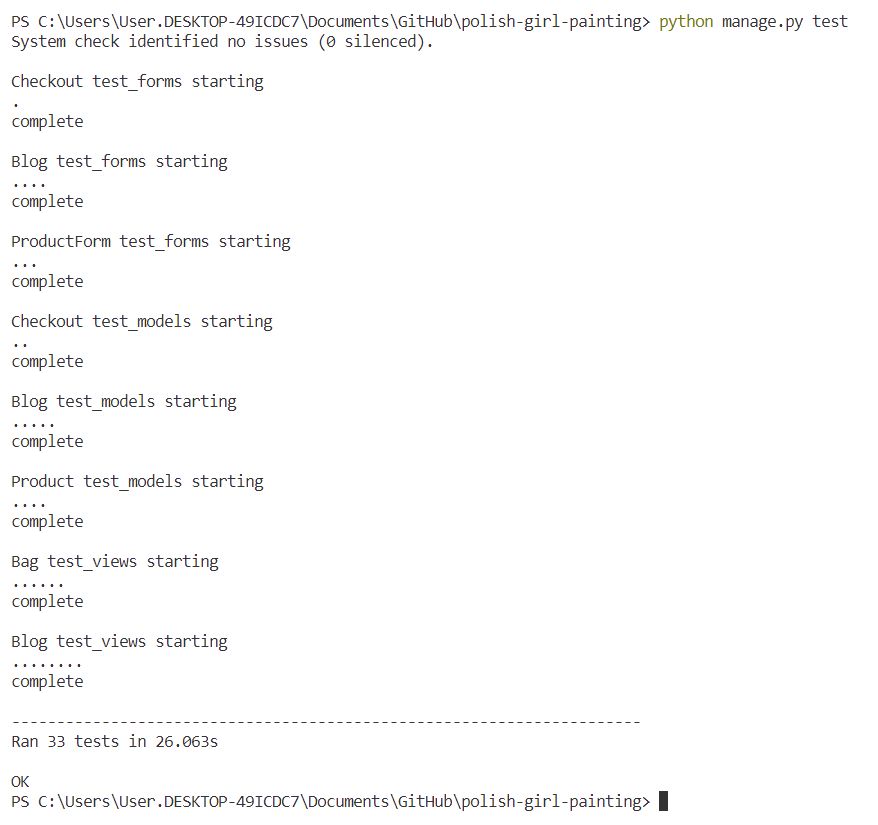 PS C:\Users\User.DESKTOP-49ICDC7\Documents\GitHub\polish-girl-painting> python manage.py test
System check identified no issues (0 silenced).
Checkout test_forms starting
.
complete
Blog test_forms starting
....
complete
ProductForm test_forms starting
...
complete
Checkout test_models starting
..
complete
Blog test_models starting
.....
complete
Product test_models starting
....
complete
Bag test_views starting
......
complete
Blog test_views starting
........
complete
----------------------------------------------------------------------
Ran 33 tests in 26.063s
OK
PS C:\Users\User.DESKTOP-49ICDC7\Documents\GitHub\polish-girl-painting>